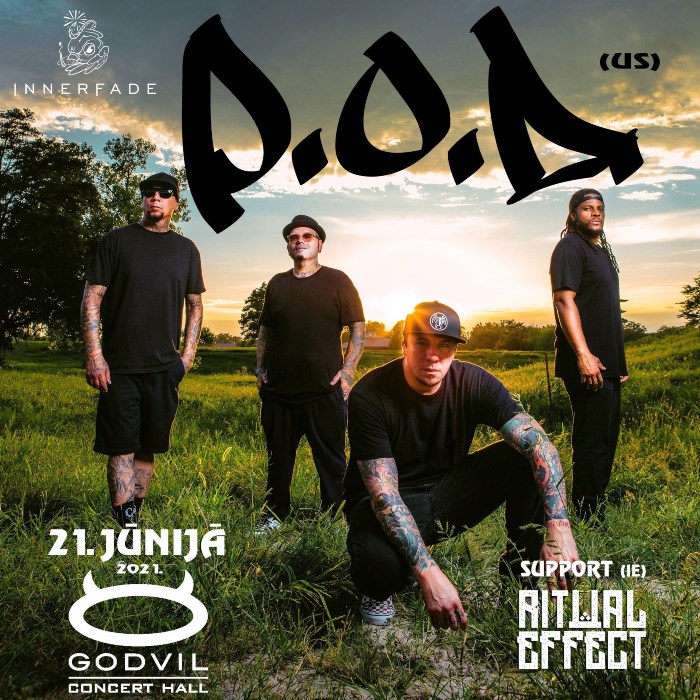 INNERFADE
P.O.D.
(US)
21. JŪNIJĀ
2021.
GODVIL
CONCERT HALL
SUPPORT (IE)
RITUAL
EFFECT